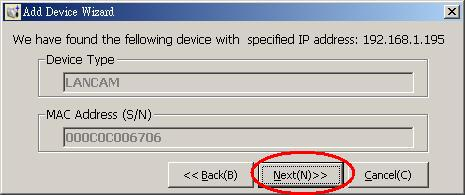 Add Device Wizard
We have found the fellowing device with specified IP address: 192.168.1.195
Device Type
LANCAM
MAC Address (S/N)
000C0C006706
<< Back(B)
Next(N)>>
Cancel(C)